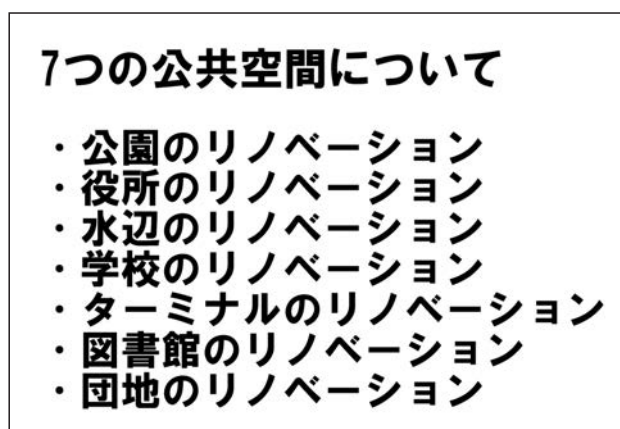 7つの公共空間について
・公園のリノベーション
・役所のリノベーション
・水辺のリノベーション
・学校のリノベーション
・ターミナルのリノベーション
・図書館のリノベーション
・団地のリノベーション